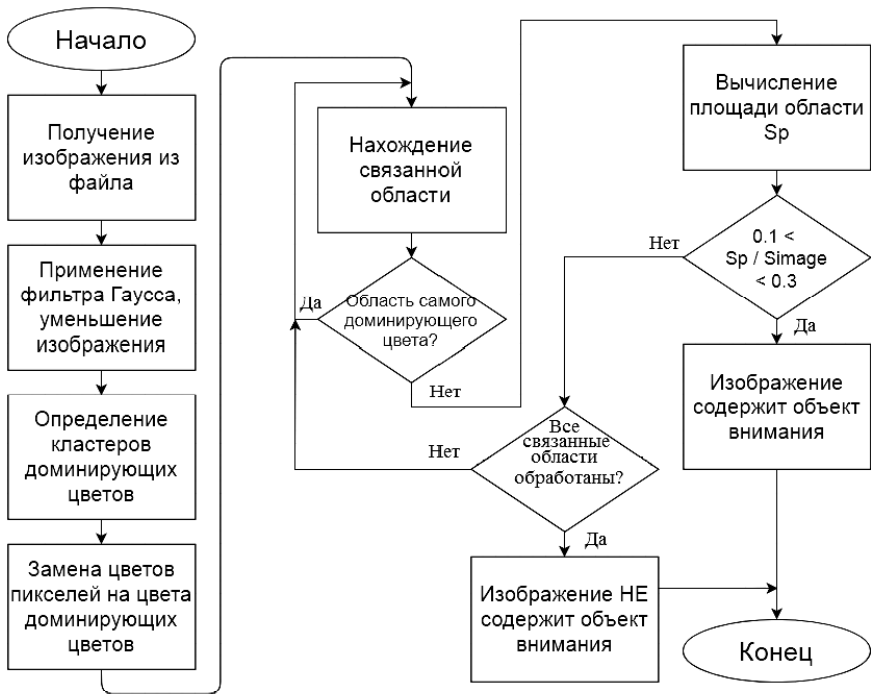 Начало
Получение
изображения из
файла
Применение
фильтра Гаусса,
уменьшение
изображения
Определение
кластеров
доминирующих
цветов
Замена цветов
пикселей на цвета
доминирующих
цветов
Нахождение
связанной
области
Да
Область самого
доминирующего
цвета?
Нет
Вычисление
площади области
Sp
Нет
0.1 <
Sp / Simage
< 0.3
Да
Изображение
содержит объект
внимания
Все
связанные
области
обработаны?
Нет
Да
Изображение НЕ
содержит объект
внимания
Конец